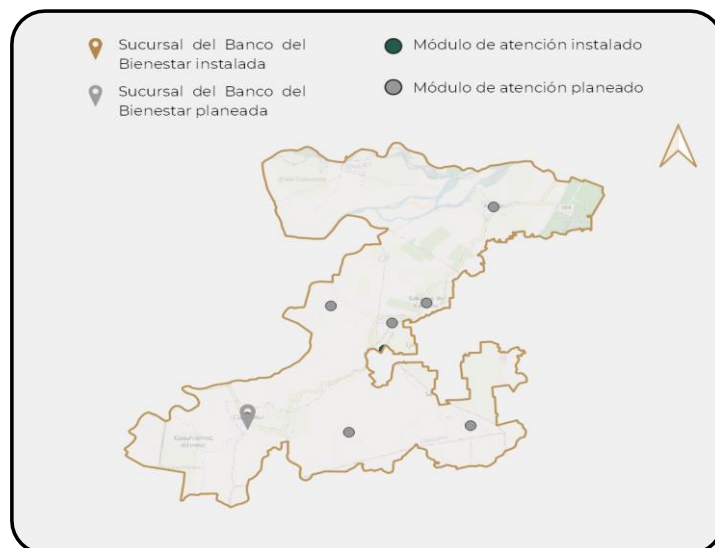 Sucursal del Banco del
Bienestar instalada
Módulo de atención instalado
Sucursal del Banco del
Bienestar planeada
Módulo de atención planeado